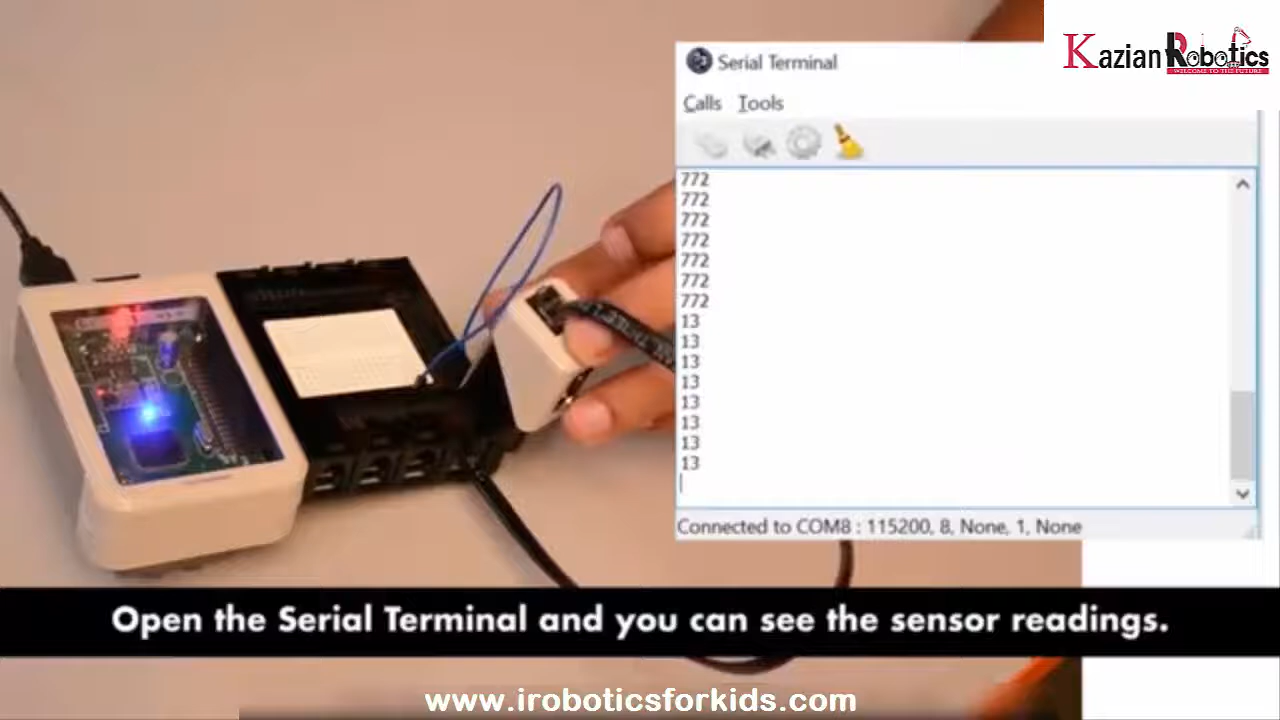 Kazian Robotics
WELCOME TO THE FUTURE
Serial Terminal
Calls Tools
772
772
772
772
772
772
772
13
13
13
13
13
13
13
13
Connected to COM8 : 115200, 8, None, 1, None
Open the Serial Terminal and you can see the sensor readings.
www.iroboticsforkids.com